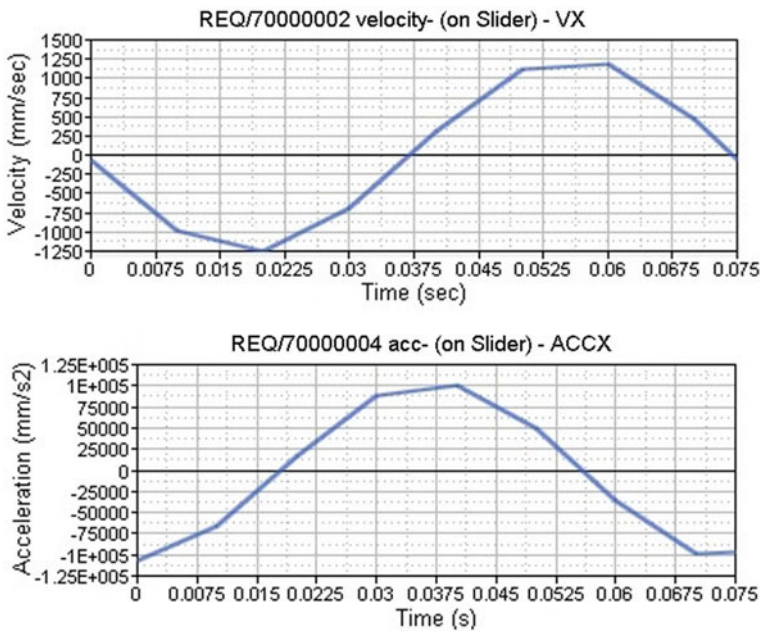 REQ/70000002 velocity- (on Slider) - VX
Velocity (mm/sec)
1500
1250
1000
750
500
250
0
-250
-500
-750
-1000
-1250
0 0.0075 0.015 0.0225 0.03 0.0375 0.045 0.0525 0.06 0.0675 0.075
Time (sec)
REQ/70000004 acc- (on Slider) - ACCX
Acceleration (mm/s2)
1.25E+005
1E+005
75000
50000
25000
0
-25000
-50000
-75000
-1E+005
-1.25E+005
0 0.0075 0.015 0.0225 0.03 0.0375 0.045 0.0525 0.06 0.0675 0.075
Time (s)